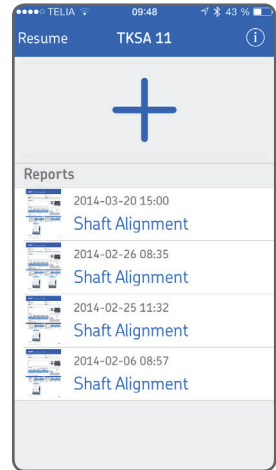 TELIA 09:48 43 %
Resume TKSA 11
Reports
2014-03-20 15:00
Shaft Alignment
2014-02-26 08:35
Shaft Alignment
2014-02-25 11:32
Shaft Alignment
2014-02-06 08:57
Shaft Alignment